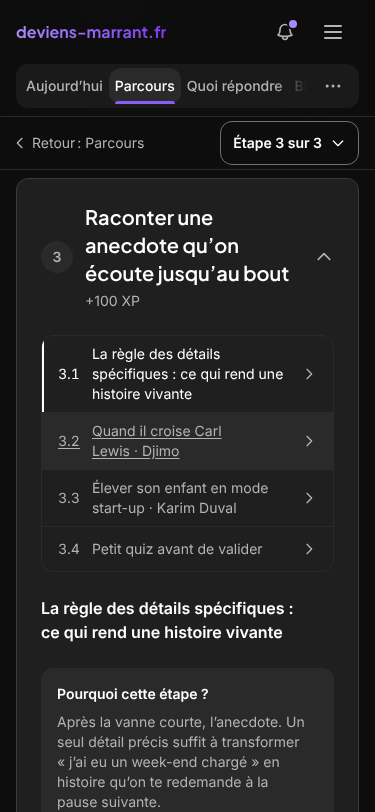 deviens-marrant.fr
Aujourd'hui Parcours Quoi répondre
Retour : Parcours
Étape 3 sur 3
3
Raconter une
anecdote qu'on
écoute jusqu'au bout
+100 XP
3.1
La règle des détails
spécifiques : ce qui rend une
histoire vivante
3.2
Quand il croise Carl
Lewis · Djimo
3.3
Élever son enfant en mode
start-up · Karim Duval
3.4
Petit quiz avant de valider
La règle des détails spécifiques :
ce qui rend une histoire vivante
Pourquoi cette étape ?
Après la vanne courte, l'anecdote. Un
seul détail précis suffit à transformer
« j'ai eu un week-end chargé » en
histoire qu'on te redemande à la
pause suivante.